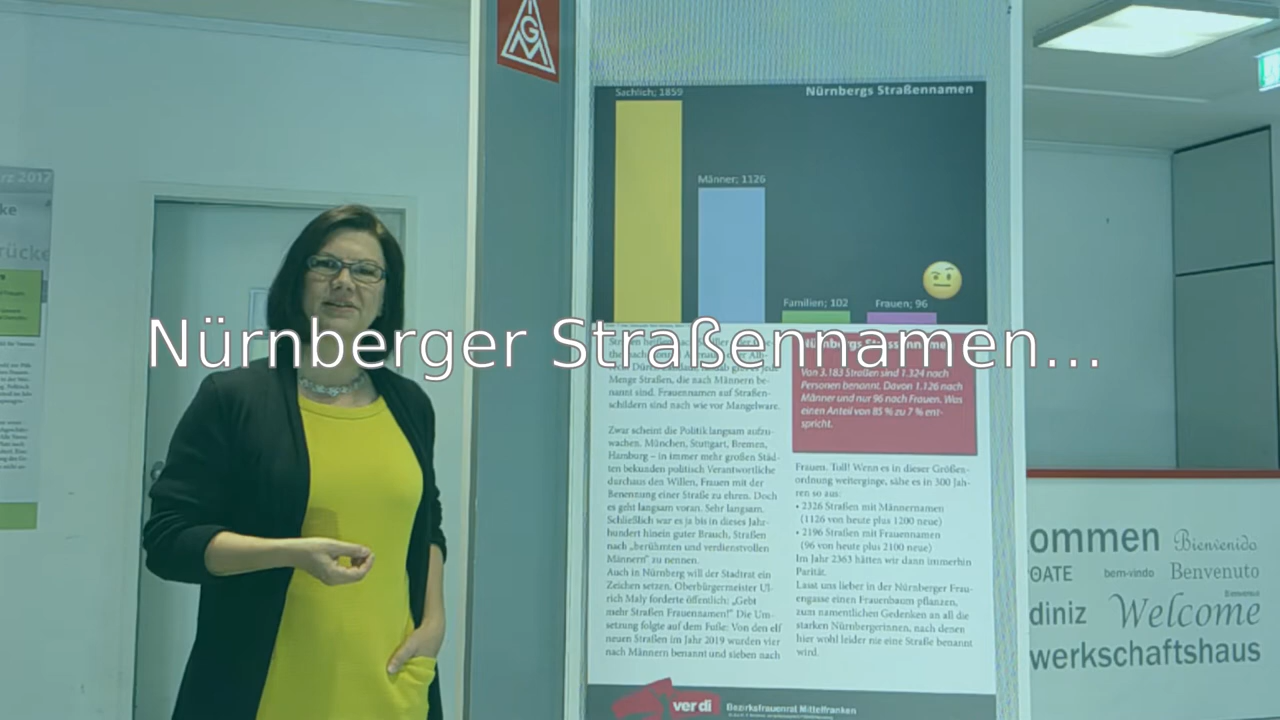 rz 2017
ke
rücke
IGM
Nürnbergs Straßennamen
Sachlich; 1859
Männer; 1126
Familien; 102
Frauen; 96
Nürnberger Straßennamen...
Menge Straßen, die nach Männern be-
nannt sind. Frauennamen auf Straßen-
schildern sind nach wie vor Mangelware.
Zwar scheint die Politik langsam aufzu-
wachen. München, Stuttgart, Bremen,
Hamburg – in immer mehr großen Städ-
ten bekunden politisch Verantwortliche
durchaus den Willen, Frauen mit der
Benennung einer Straße zu ehren. Doch
es geht langsam voran. Sehr langsam.
Schließlich war es ja bis in dieses Jahr-
hundert hinein guter Brauch, Straßen
nach „berühmten und verdienstvollen
Männern" zu nennen.
Auch in Nürnberg will der Stadtrat ein
Zeichen setzen. Oberbürgermeister Ul-
rich Maly forderte öffentlich: „Gebt
mehr Straßen Frauennamen!" Die Um-
setzung folgte auf dem Fuße: Von den elf
neuen Straßen im Jahr 2019 wurden vier
nach Männern benannt und sieben nach
Von 3.183 Straßen sind 1.324 nach
Personen benannt. Davon 1.126 nach
Männer und nur 96 nach Frauen. Was
einen Anteil von 85 % zu 7 % ent-
spricht.
Frauen. Toll! Wenn es in dieser Größen-
ordnung weiterginge, sähe es in 300 Jah-
ren so aus:
• 2326 Straßen mit Männernamen
(1126 von heute plus 1200 neue)
• 2196 Straßen mit Frauennamen
(96 von heute plus 2100 neue)
Im Jahr 2363 hätten wir dann immerhin
Parität.
Lasst uns lieber in der Nürnberger Frau-
engasse einen Frauenbaum pflanzen,
zum namentlichen Gedenken an all die
starken Nürnbergerinnen, nach denen
hier wohl leider nie eine Straße benannt
wird.
ver di Bezirksfrauenrat Mittelfranken
ommen Bienvenido
bem-vindo Benvenuto
diniz Welcome
werkschaftshaus